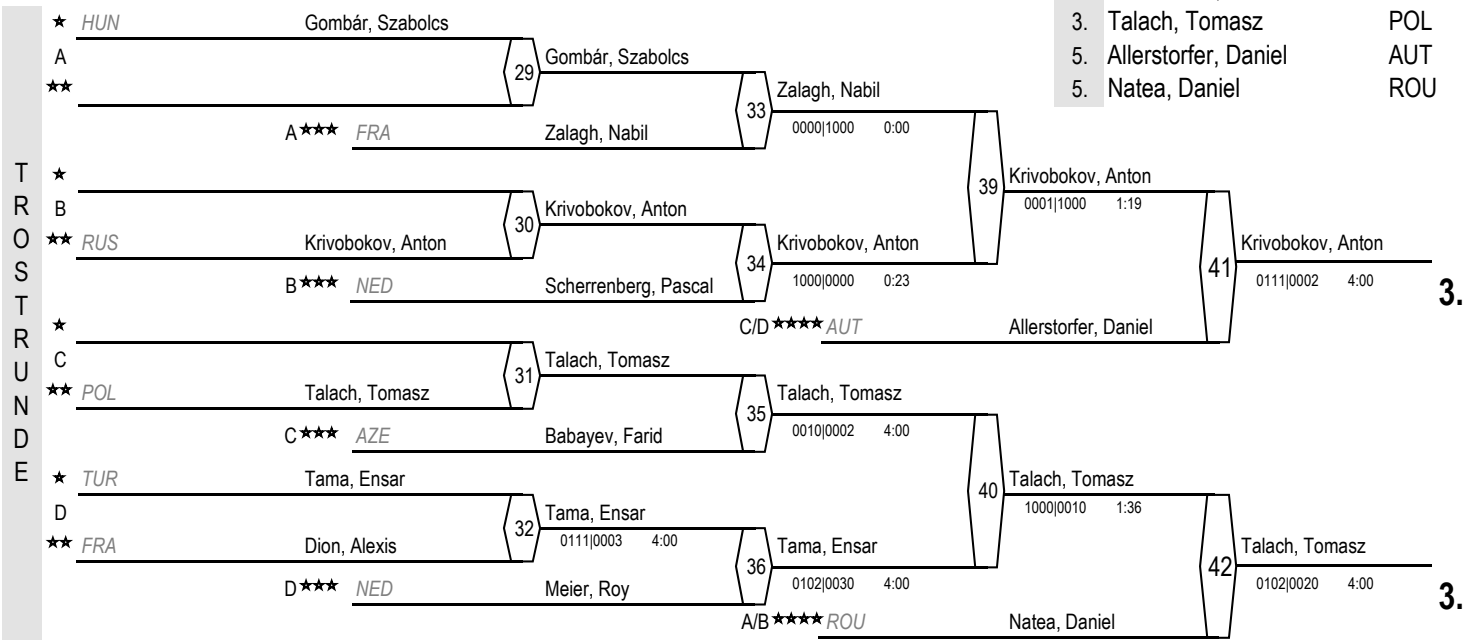 ★ HUN Gombár, Szabolcs
3. Talach, Tomasz POL
A
29 Gombár, Szabolcs
5. Allerstorfer, Daniel AUT
★★
Zalagh, Nabil
5. Natea, Daniel ROU
33
0000|1000 0:00
A★★★ FRA Zalagh, Nabil
TROSTRUNDE
★
Krivobokov, Anton
39
0001|1000 1:19
B
30 Krivobokov, Anton
★★ RUS Krivobokov, Anton
Krivobokov, Anton
Krivobokov, Anton
34
41
1000|0000 0:23
0111|0002 4:00
B★★★ NED Scherrenberg, Pascal
3.
★
C/D★★★★ AUT Allerstorfer, Daniel
C
31 Talach, Tomasz
★★ POL Talach, Tomasz
Talach, Tomasz
35
0010|0002 4:00
C★★★ AZE Babayev, Farid
★ TUR Tama, Ensar
40 Talach, Tomasz
1000|0010 1:36
D
32 Tama, Ensar
0111|0003 4:00
★★ FRA Dion, Alexis
Tama, Ensar
Talach, Tomasz
36
42
0102|0030 4:00
0102|0020 4:00
D★★★ NED Meier, Roy
3.
A/B★★★★ ROU Natea, Daniel